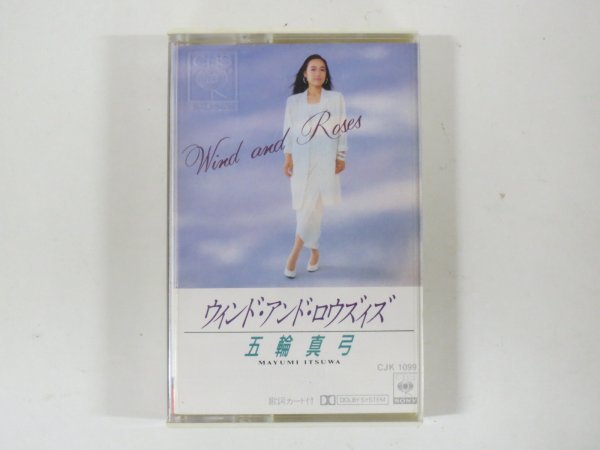 Wind and Roses
ウィンド・アンド・ロウズィズ
五輪真弓
MAYUMI ITSUWA
CJK 1099
歌詞カード付 DOLBY SYSTEM
SONY